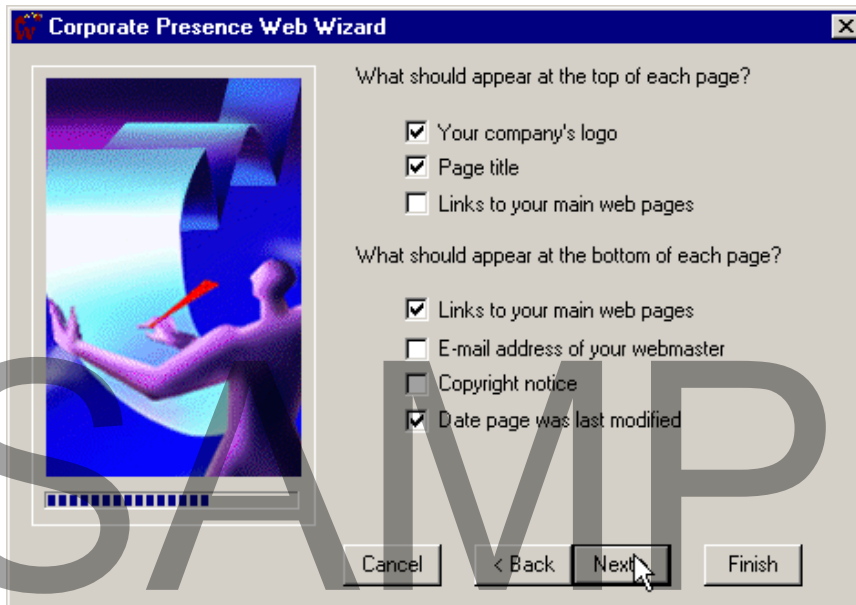 Corporate Presence Web Wizard
What should appear at the top of each page?
Your company's logo
Page title
Links to your main web pages
What should appear at the bottom of each page?
Links to your main web pages
E-mail address of your webmaster
Copyright notice
Date page was last modified
SAMP
Cancel
< Back
Next
Finish